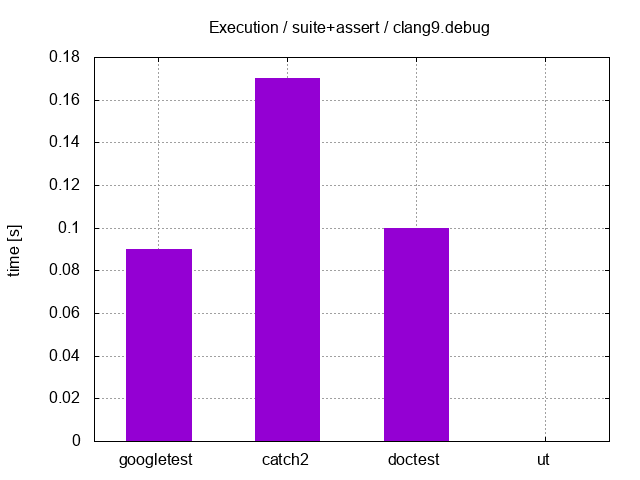 Execution / suite+assert / clang9.debug
0.18
0.16
0.14
0.12
0.1
0.08
0.06
0.04
0.02
0
time [s]
googletest
catch2
doctest
ut